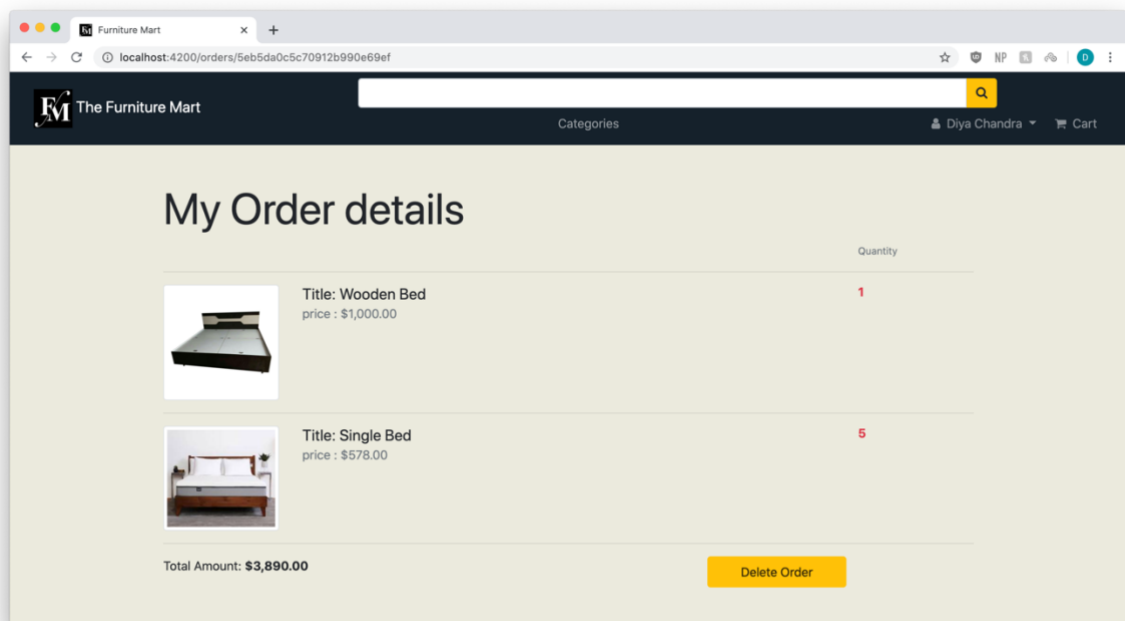 Furniture Mart
localhost:4200/orders/5eb5da0c5c70912b990e69ef
NP
D
FM The Furniture Mart
Categories
Diya Chandra
Cart
My Order details
Quantity
Title: Wooden Bed
1
price : $1,000.00
Title: Single Bed
5
price : $578.00
Total Amount: $3,890.00
Delete Order